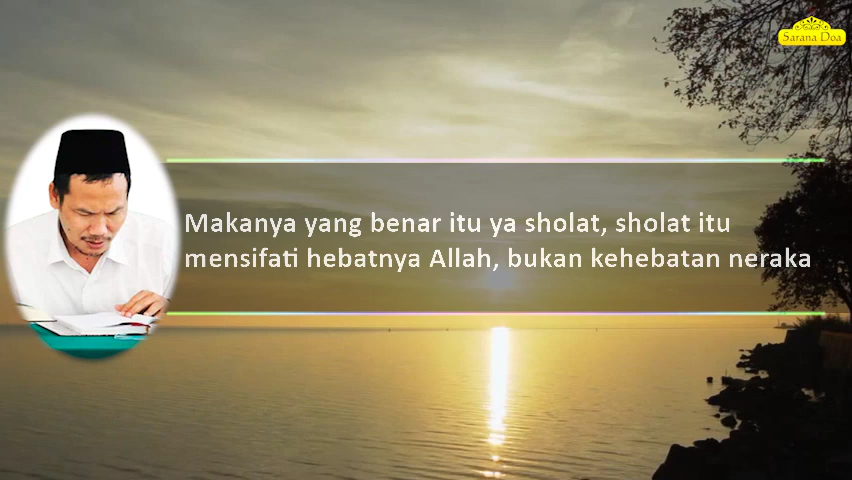 Sarana Doa
Makanya yang benar itu ya sholat, sholat itu
mensifati hebatnya Allah, bukan kehebatan neraka